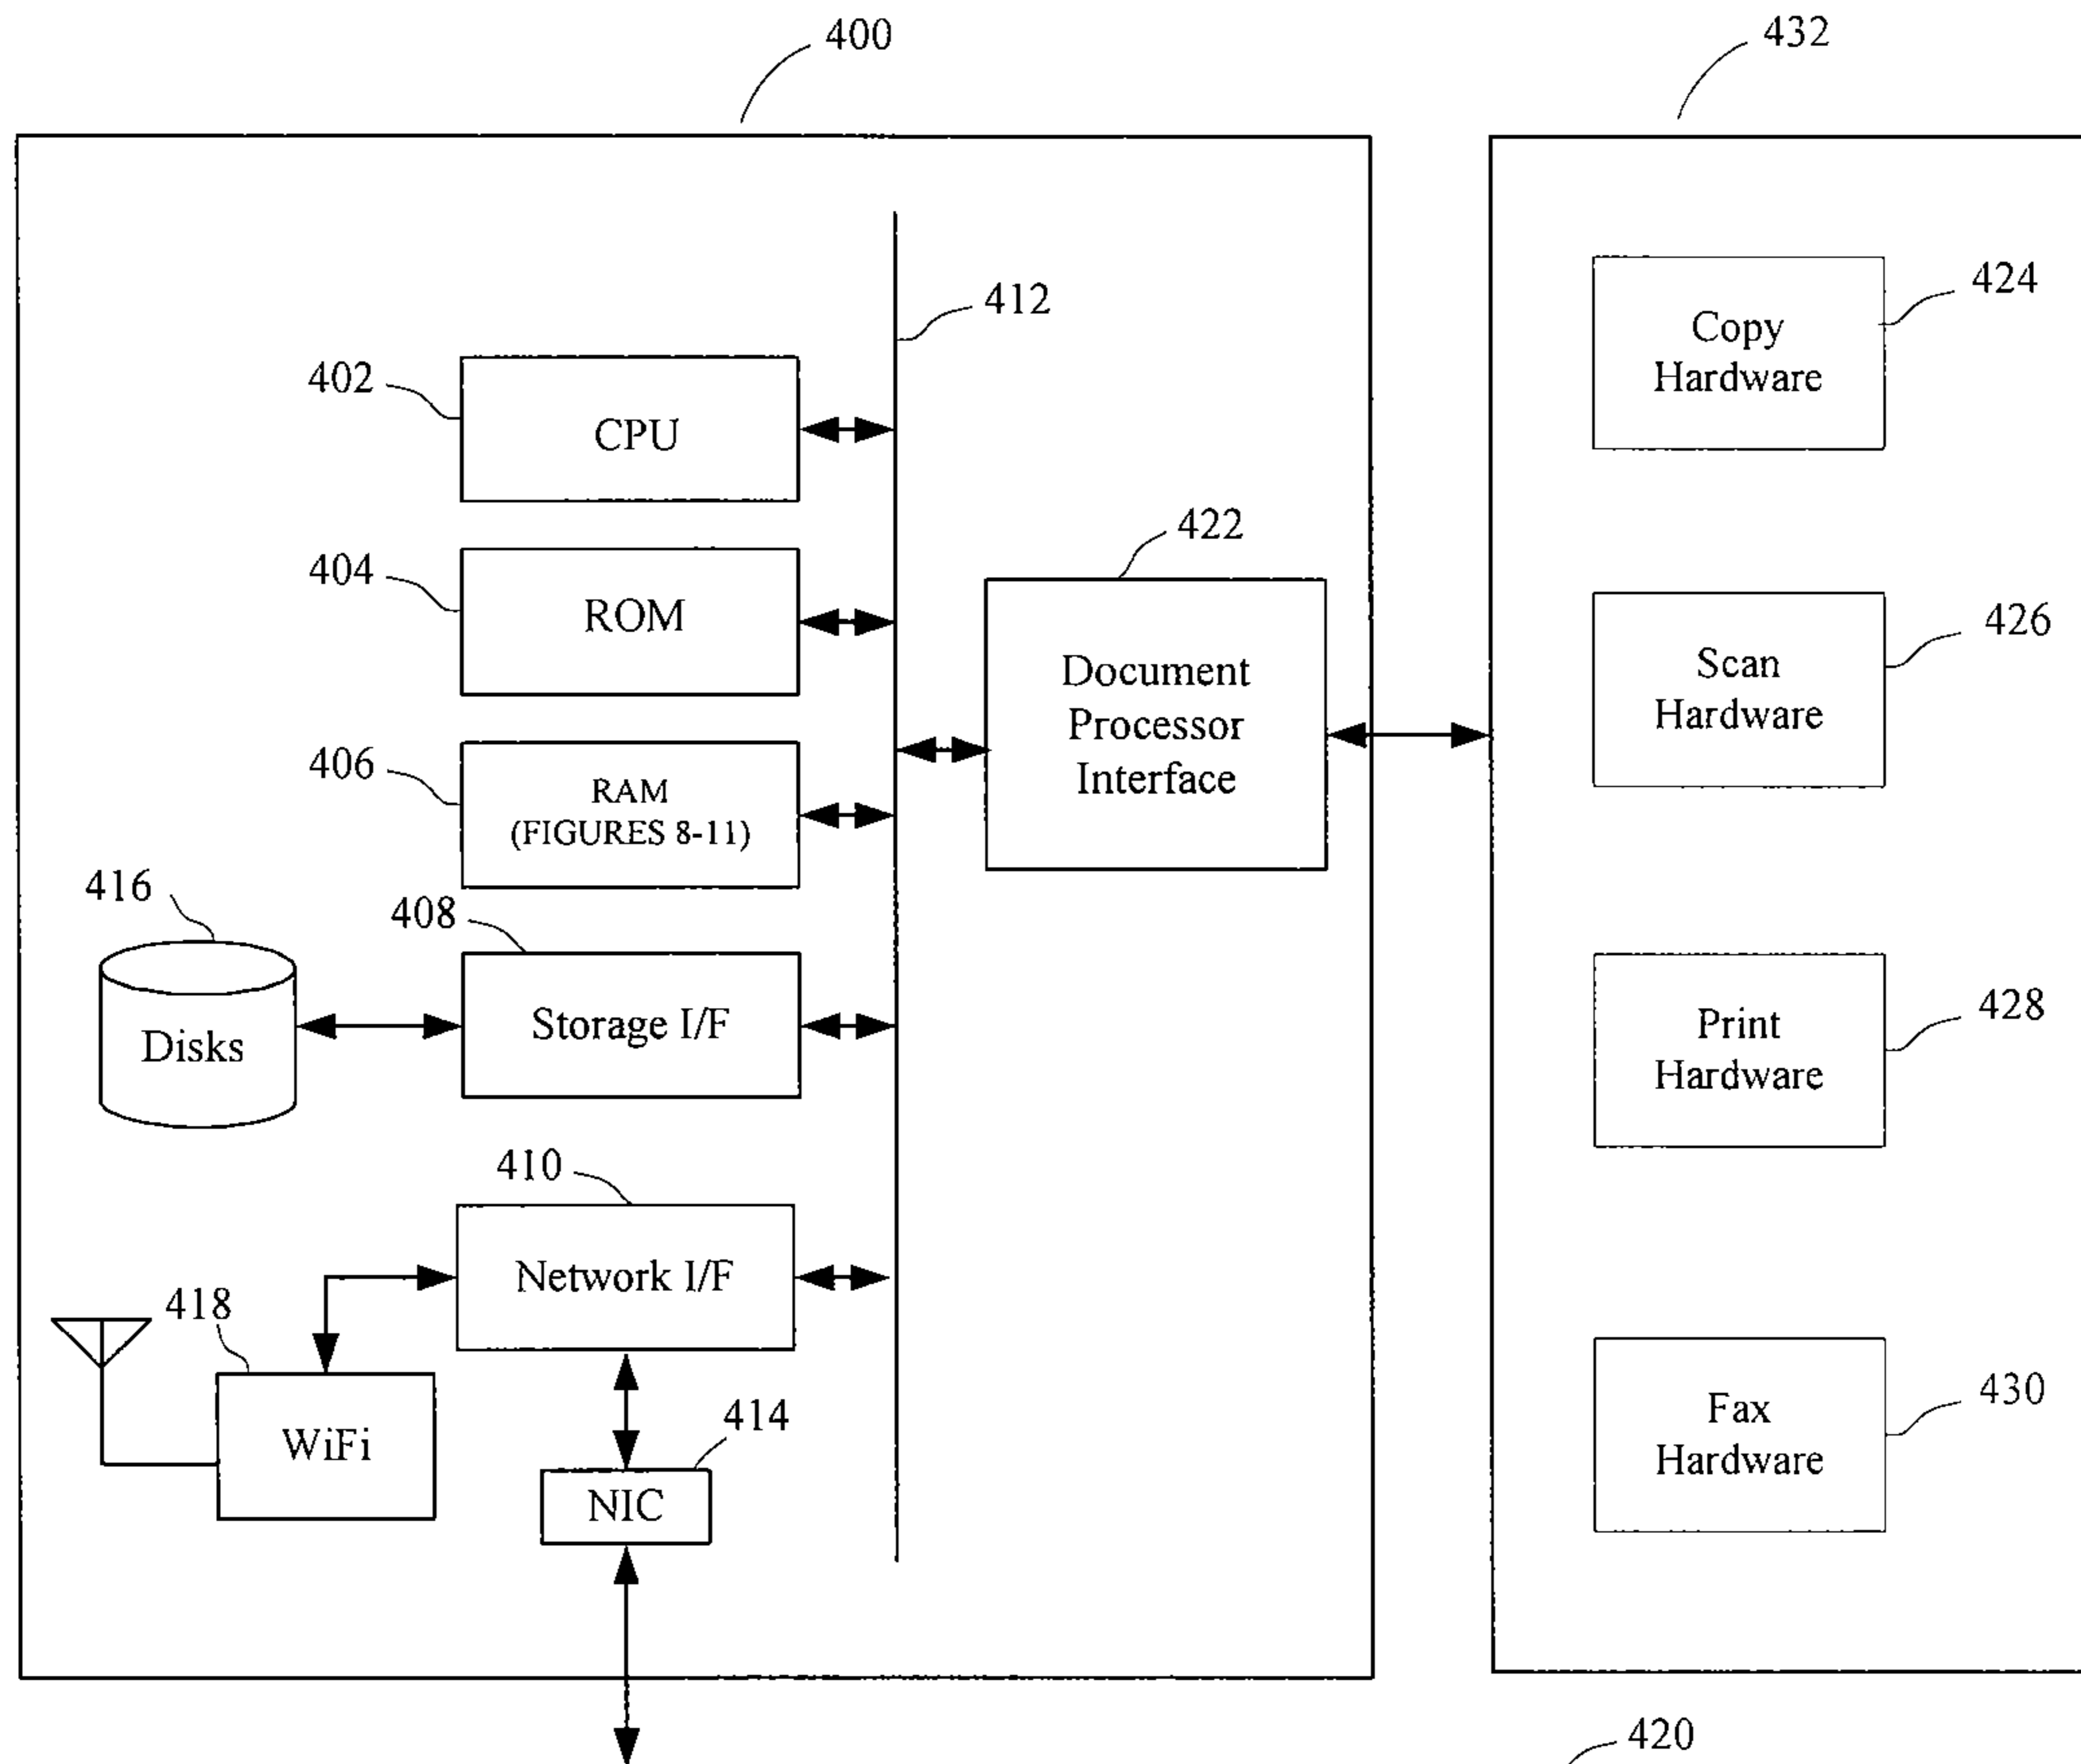 400
432
412
424
Copy
Hardware
402
CPU
422
404
ROM
Document
Processor
Interface
426
Scan
Hardware
406
RAM
(FIGURES 8-11)
416
Disks
408
Storage I/F
428
Print
Hardware
410
Network I/F
418
WiFi
414
NIC
430
Fax
Hardware
420